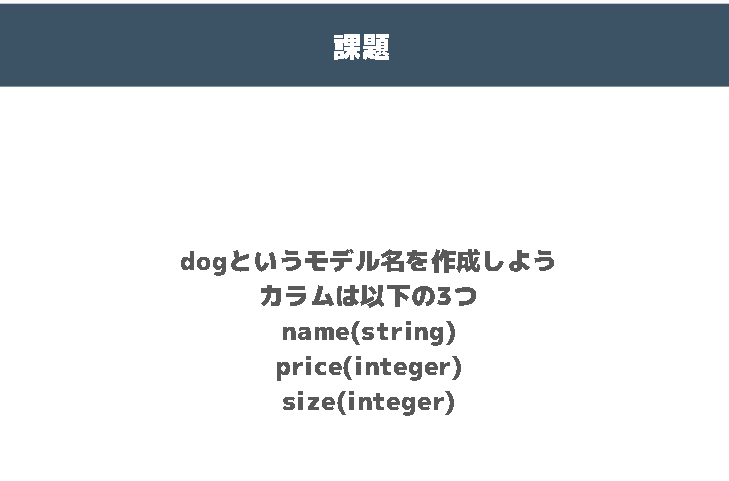 課題
dogというモデル名を作成しよう
カラムは以下の3つ
name(string)
price(integer)
size(integer)